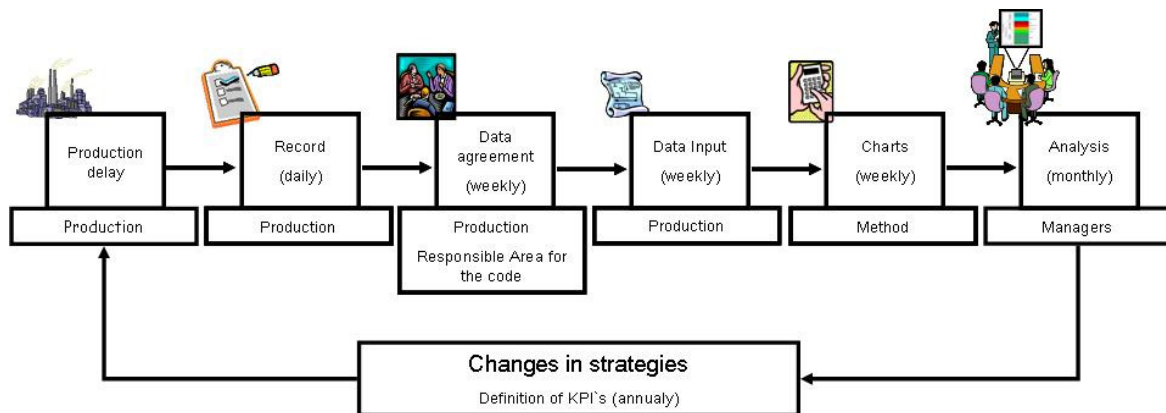 Production
delay
Production
Record
(daily)
Production
Data
agreement
(weekly)
Production
Responsible Area for
the code
Data Input
(weekly)
Production
Charts
(weekly)
Method
Analysis
(monthly)
Managers
Changes in strategies
Definition of KPI`s (annualy)